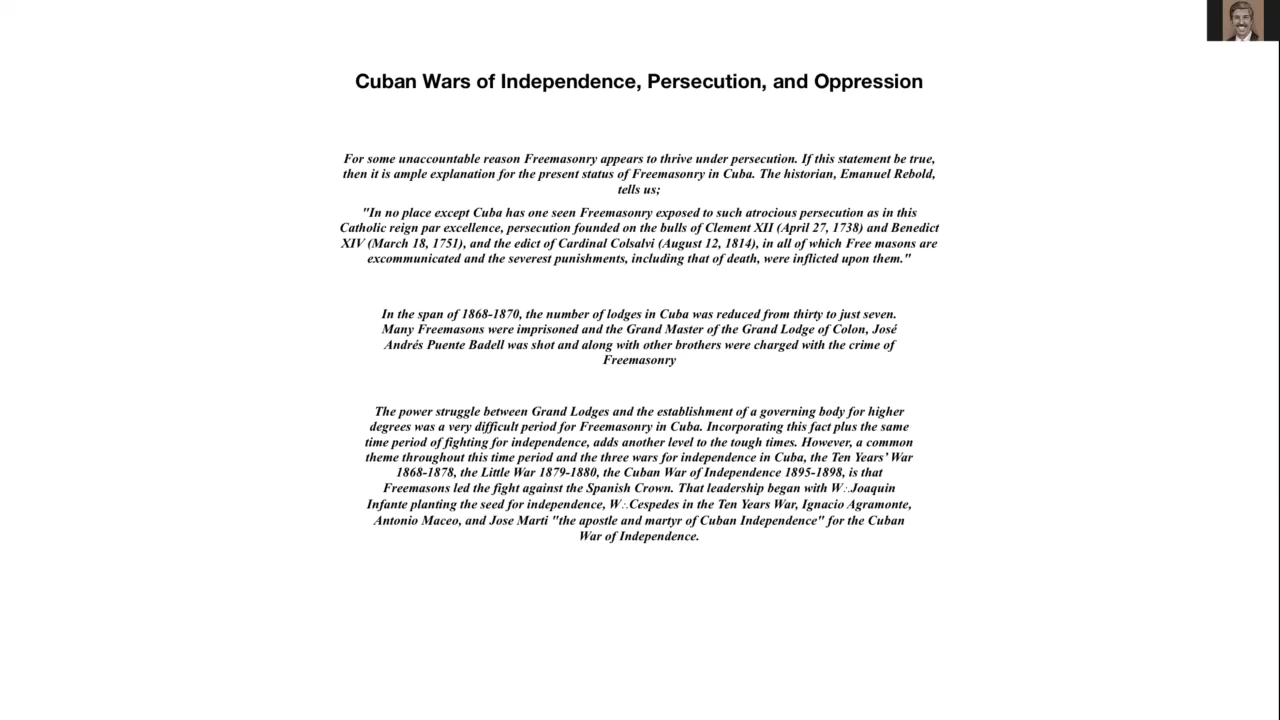 Cuban Wars of Independence, Persecution, and Oppression
For some unaccountable reason Freemasonry appears to thrive under persecution. If this statement be true,
then it is ample explanation for the present status of Freemasonry in Cuba. The historian, Emanuel Rebold,
tells us;
"In no place except Cuba has one seen Freemasonry exposed to such atrocious persecution as in this
Catholic reign par excellence, persecution founded on the bulls of Clement XII (April 27, 1738) and Benedict
XIV (March 18, 1751), and the edict of Cardinal Colsalvi (August 12, 1814), in all of which Free masons are
excommunicated and the severest punishments, including that of death, were inflicted upon them."
In the span of 1868-1870, the number of lodges in Cuba was reduced from thirty to just seven.
Many Freemasons were imprisoned and the Grand Master of the Grand Lodge of Colon, José
Andrés Puente Badell was shot and along with other brothers were charged with the crime of
Freemasonry
The power struggle between Grand Lodges and the establishment of a governing body for higher
degrees was a very difficult period for Freemasonry in Cuba. Incorporating this fact plus the same
time period of fighting for independence, adds another level to the tough times. However, a common
theme throughout this time period and the three wars for independence in Cuba, the Ten Years' War
1868-1878, the Little War 1879-1880, the Cuban War of Independence 1895-1898, is that
Freemasons led the fight against the Spanish Crown. That leadership began with W∴Joaquin
Infante planting the seed for independence, W∴Cespedes in the Ten Years War, Ignacio Agramonte,
Antonio Maceo, and Jose Marti "the apostle and martyr of Cuban Independence" for the Cuban
War of Independence.